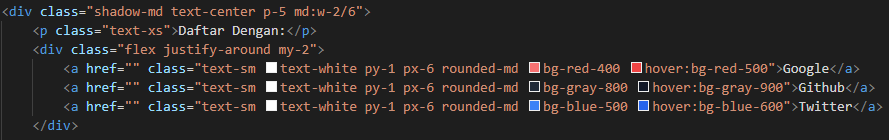 <div class="shadow-md text-center p-5 md:w-2/6">
<p class="text-xs">Daftar Dengan:</p>
<div class="flex justify-around my-2">
<a href="" class="text-sm text-white py-1 px-6 rounded-md bg-red-400 hover:bg-red-500">Google</a>
<a href="" class="text-sm text-white py-1 px-6 rounded-md bg-gray-800 hover:bg-gray-900">Github</a>
<a href="" class="text-sm text-white py-1 px-6 rounded-md bg-blue-500 hover:bg-blue-600">Twitter</a>
</div>